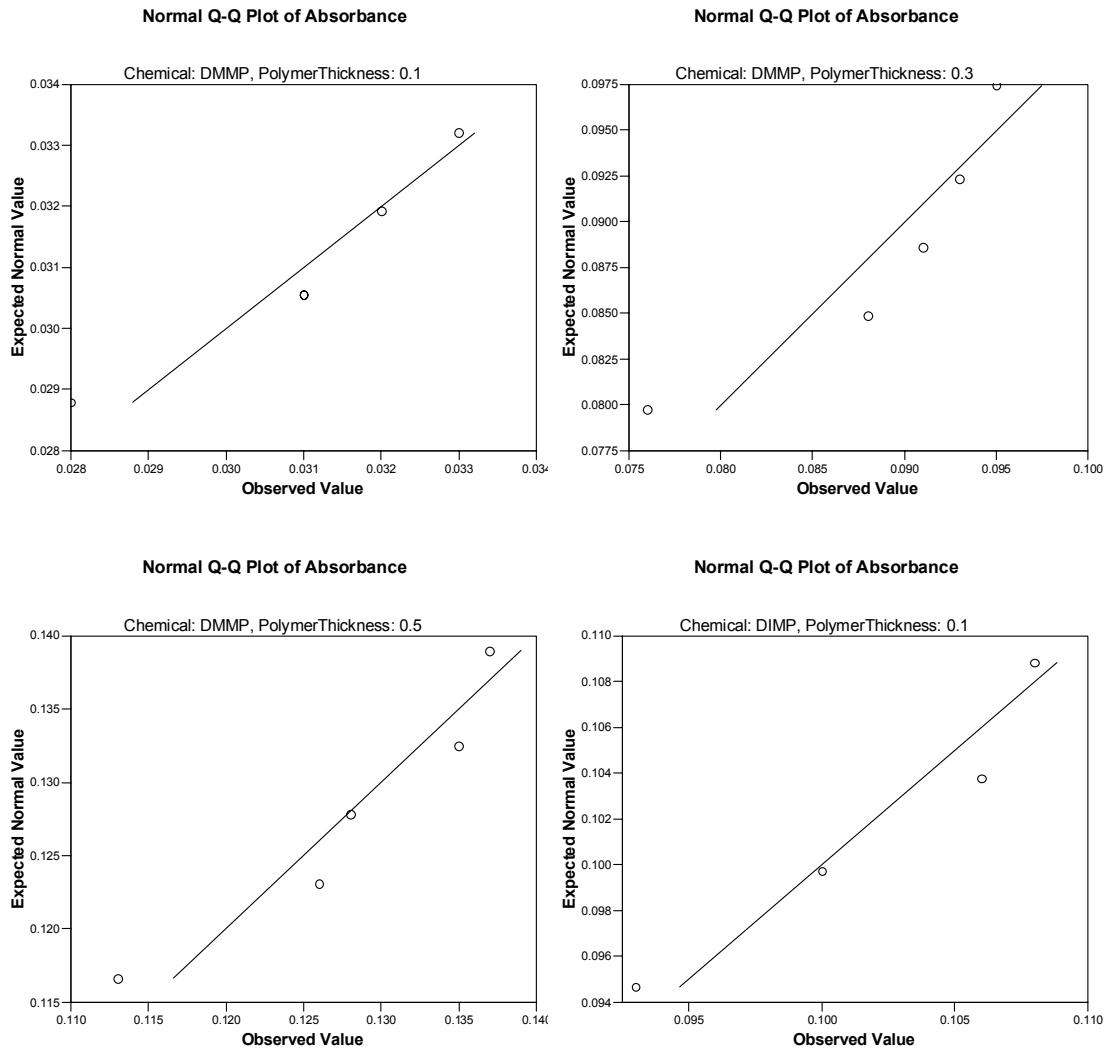 Normal Q-Q Plot of Absorbance
Chemical: DMMP, PolymerThickness: 0.1
0.034
0.033
0.032
0.031
0.030
0.029
0.028
Expected Normal Value
0.028 0.029 0.030 0.031 0.032 0.033 0.034
Observed Value
Normal Q-Q Plot of Absorbance
Chemical: DMMP, PolymerThickness: 0.3
0.0975
0.0950
0.0925
0.0900
0.0875
0.0850
0.0825
0.0800
0.0775
Expected Normal Value
0.075 0.080 0.085 0.090 0.095 0.100
Observed Value
Normal Q-Q Plot of Absorbance
Chemical: DMMP, PolymerThickness: 0.5
0.140
0.135
0.130
0.125
0.120
0.115
Expected Normal Value
0.110 0.115 0.120 0.125 0.130 0.135 0.140
Observed Value
Normal Q-Q Plot of Absorbance
Chemical: DIMP, PolymerThickness: 0.1
0.110
0.108
0.106
0.104
0.102
0.100
0.098
0.096
0.094
Expected Normal Value
0.095 0.100 0.105 0.110
Observed Value